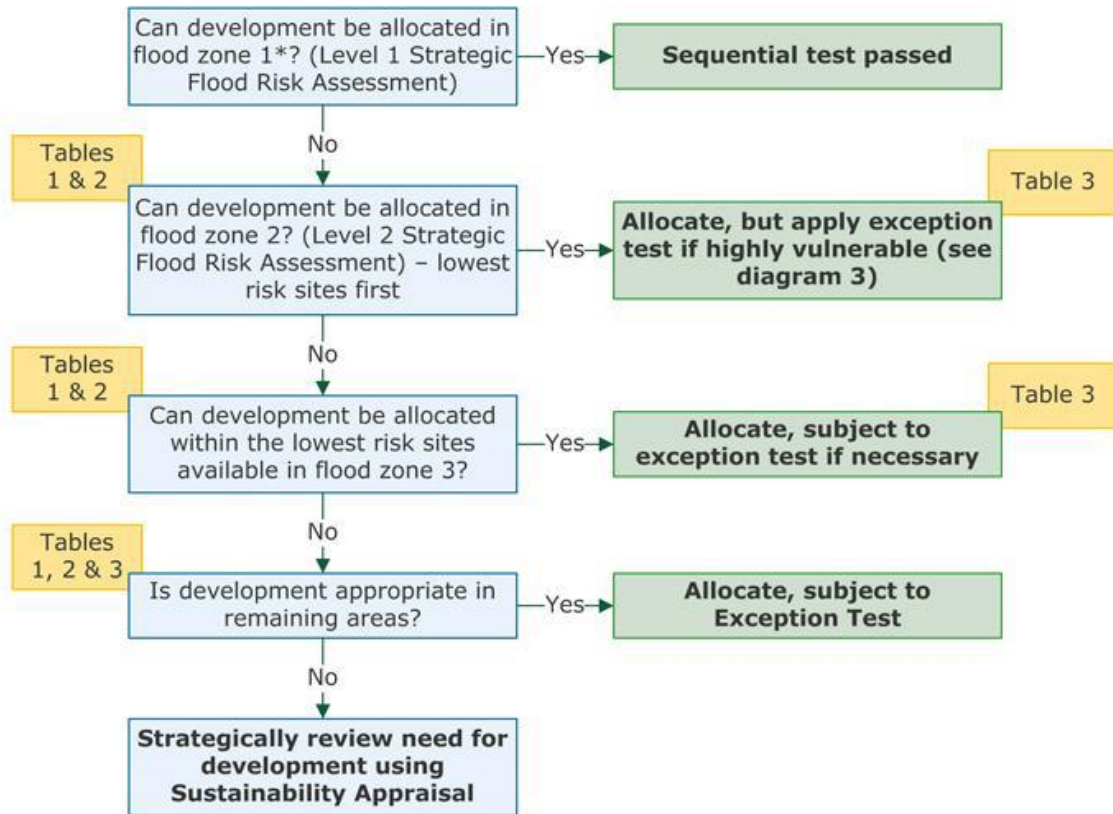 Can development be allocated in
flood zone 1*? (Level 1 Strategic
Flood Risk Assessment)
Yes
Sequential test passed
No
Tables
1 & 2
Can development be allocated in
flood zone 2? (Level 2 Strategic
Flood Risk Assessment) – lowest
risk sites first
Yes
Table 3
Allocate, but apply exception
test if highly vulnerable (see
diagram 3)
No
Tables
1 & 2
Can development be allocated
within the lowest risk sites
available in flood zone 3?
Yes
Table 3
Allocate, subject to
exception test if necessary
No
Tables
1, 2 & 3
Is development appropriate in
remaining areas?
Yes
Allocate, subject to
Exception Test
No
Strategically review need for
development using
Sustainability Appraisal